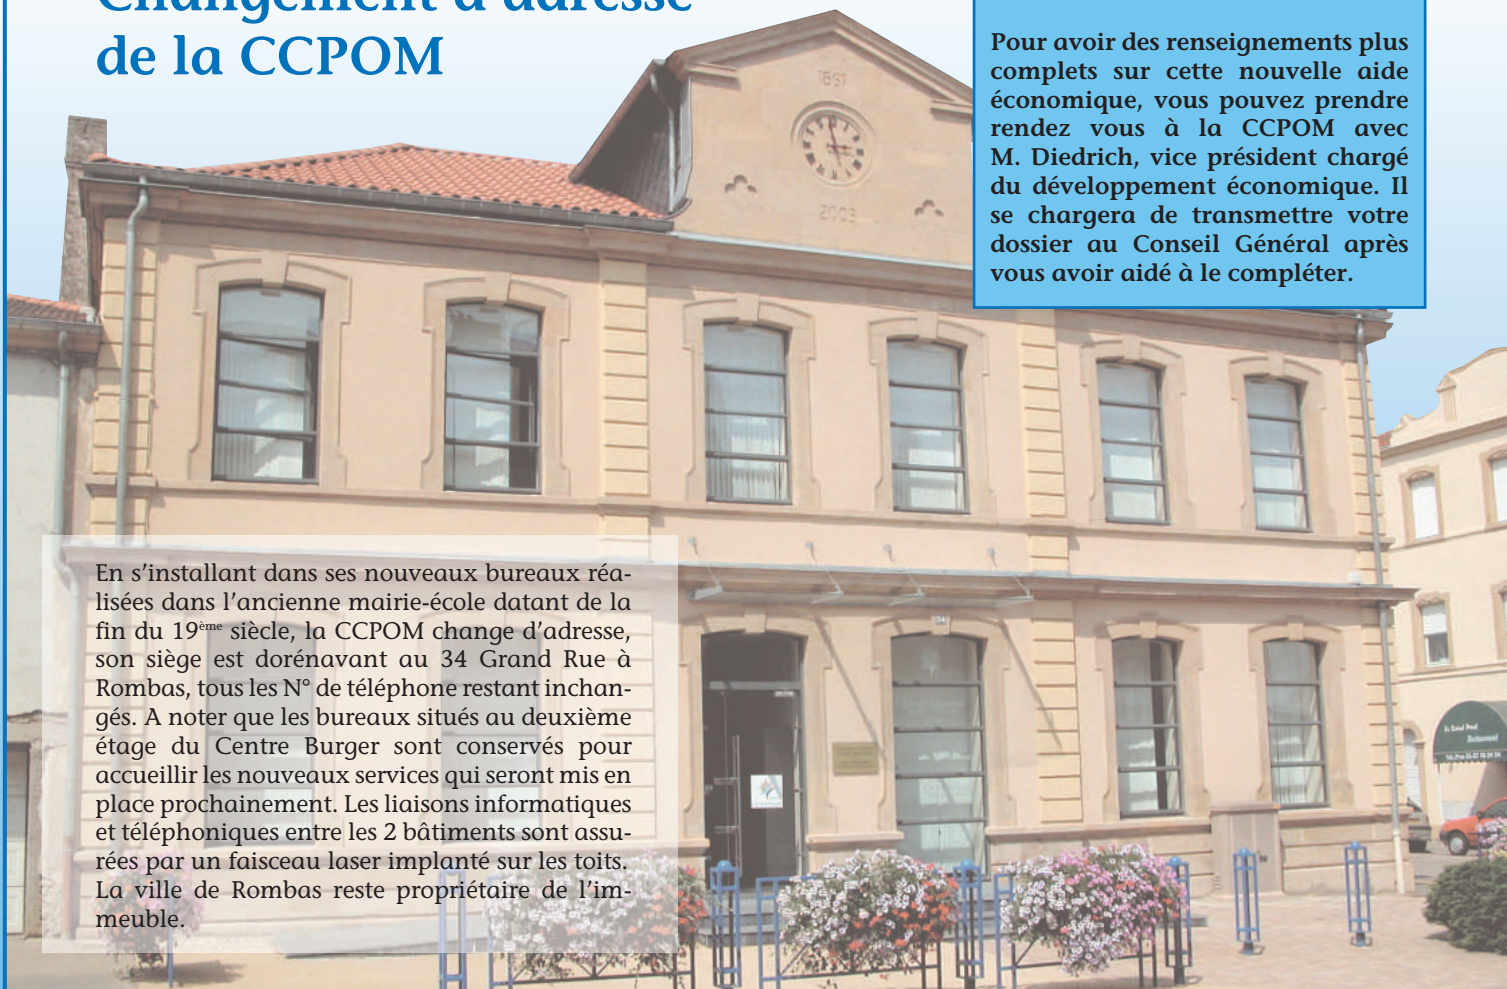 Changement d'adresse
de la CCPOM
Pour avoir des renseignements plus
complets sur cette nouvelle aide
économique, vous pouvez prendre
rendez vous à la CCPOM avec
M. Diedrich, vice président chargé
du développement économique. Il
se chargera de transmettre votre
dossier au Conseil Général après
vous avoir aidé à le compléter.
1897
2003
En s’installant dans ses nouveaux bureaux réa-
lisées dans l’ancienne mairie-école datant de la
fin du 19ème siècle, la CCPOM change d’adresse,
son siège est dorénavant au 34 Grand Rue à
Rombas, tous les N° de téléphone restant inchan-
gés. A noter que les bureaux situés au deuxième
étage du Centre Burger sont conservés pour
accueillir les nouveaux services qui seront mis en
place prochainement. Les liaisons informatiques
et téléphoniques entre les 2 bâtiments sont assu-
rées par un faisceau laser implanté sur les toits.
La ville de Rombas reste propriétaire de l’im-
meuble.
34
Restaurant